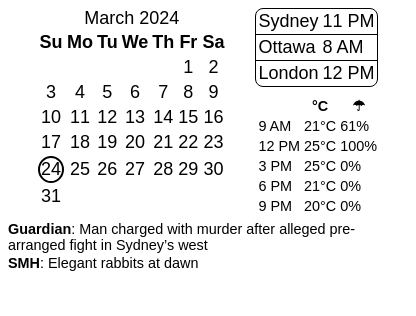 March 2024
Su Mo Tu We Th Fr Sa
1 2
3 4 5 6 7 8 9
10 11 12 13 14 15 16
17 18 19 20 21 22 23
24 25 26 27 28 29 30
31
Sydney 11 PM
Ottawa 8 AM
London 12 PM
°C ☂
9 AM 21°C 61%
12 PM 25°C 100%
3 PM 25°C 0%
6 PM 21°C 0%
9 PM 20°C 0%
Guardian: Man charged with murder after alleged pre-
arranged fight in Sydney’s west
SMH: Elegant rabbits at dawn